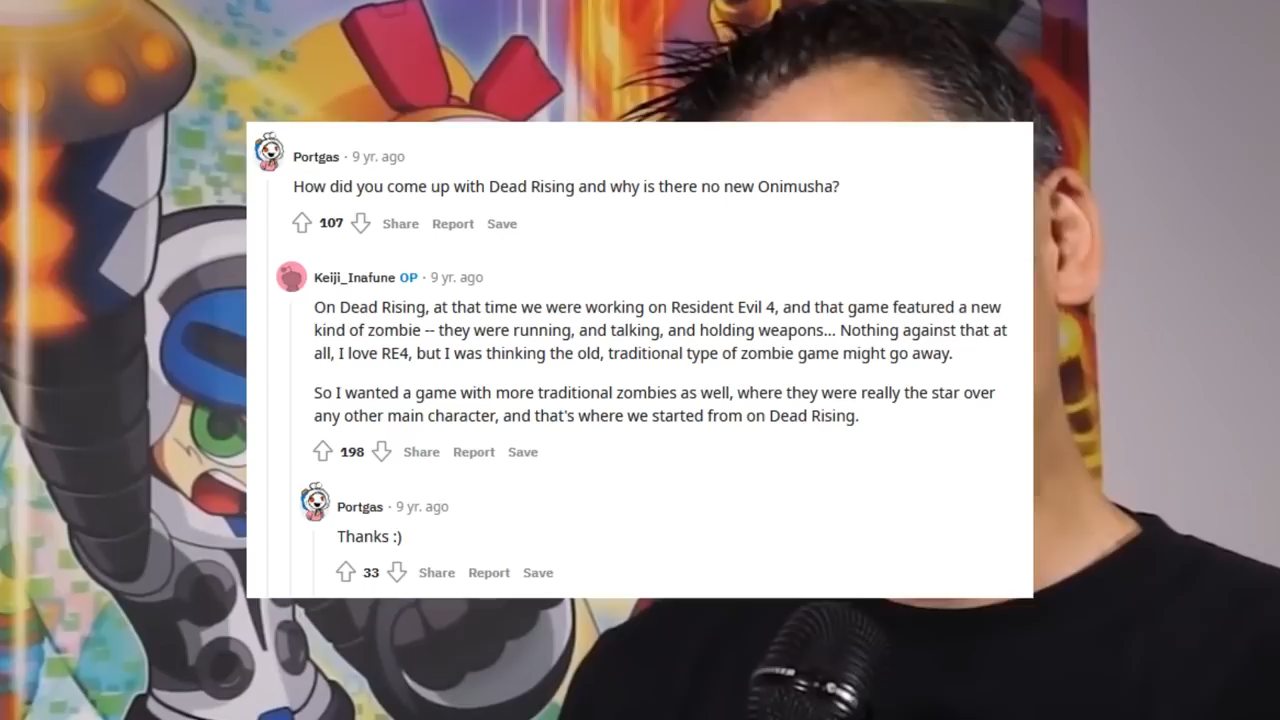 Portgas · 9 yr. ago
How did you come up with Dead Rising and why is there no new Onimusha?
107 Share Report Save
Keiji_Inafune OP · 9 yr. ago
On Dead Rising, at that time we were working on Resident Evil 4, and that game featured a new
kind of zombie -- they were running, and talking, and holding weapons... Nothing against that at
all, I love RE4, but I was thinking the old, traditional type of zombie game might go away.
So I wanted a game with more traditional zombies as well, where they were really the star over
any other main character, and that's where we started from on Dead Rising.
198 Share Report Save
Portgas · 9 yr. ago
Thanks :)
33 Share Report Save